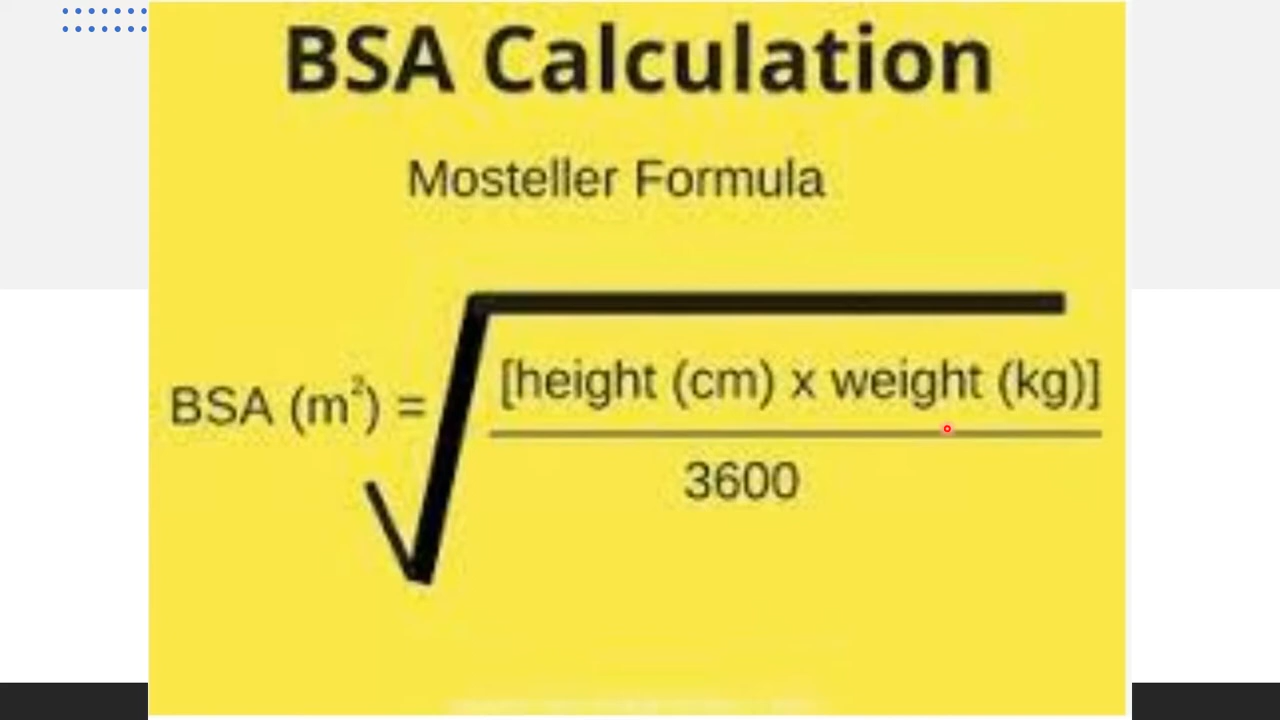 BSA Calculation
Mosteller Formula
BSA (m²) = √
[height (cm) x weight (kg)]
3600